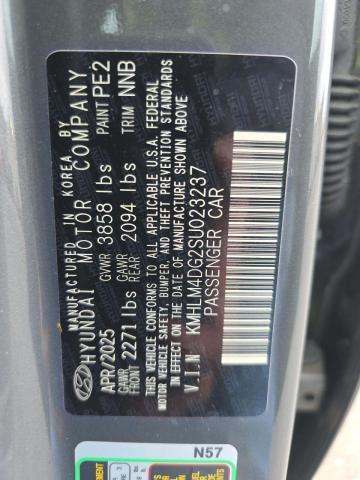 MANUFACTURED IN KOREA BY
HYUNDAI MOTOR COMPANY
APR/2025 GVWR 3858 lbs PAINT PE2
GAWR FRONT 2271 lbs GAWR REAR 2094 lbs TRIM NNB
THIS VEHICLE CONFORMS TO ALL APPLICABLE U.S.A. FEDERAL
MOTOR VEHICLE SAFETY, BUMPER, AND THEFT PREVENTION STANDARDS
IN EFFECT ON THE DATE OF MANUFACTURE SHOWN ABOVE
V.I.N KMHLM4DG2SU023237
PASSENGER CAR
N57